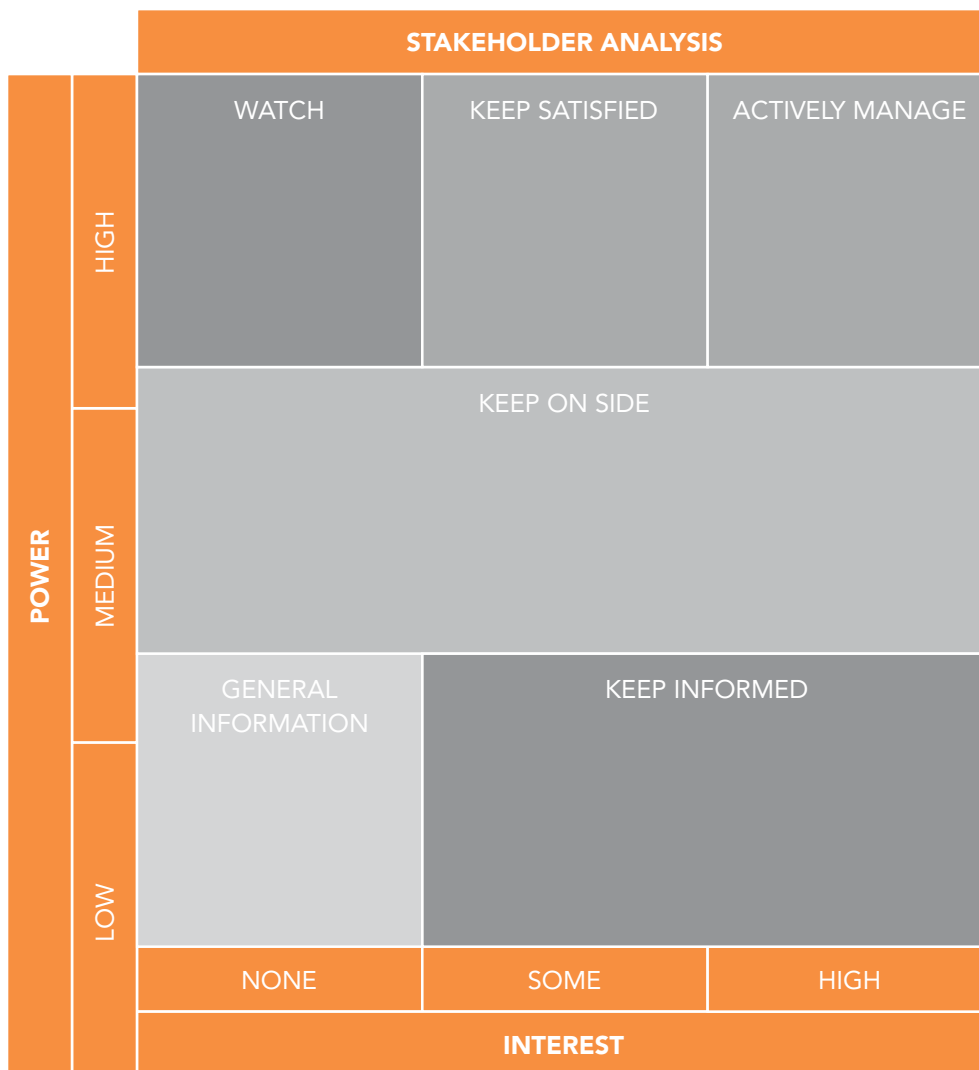 STAKEHOLDER ANALYSIS
WATCH
KEEP SATISFIED
ACTIVELY MANAGE
HIGH
KEEP ON SIDE
POWER
MEDIUM
GENERAL
INFORMATION
KEEP INFORMED
LOW
NONE
SOME
HIGH
INTEREST